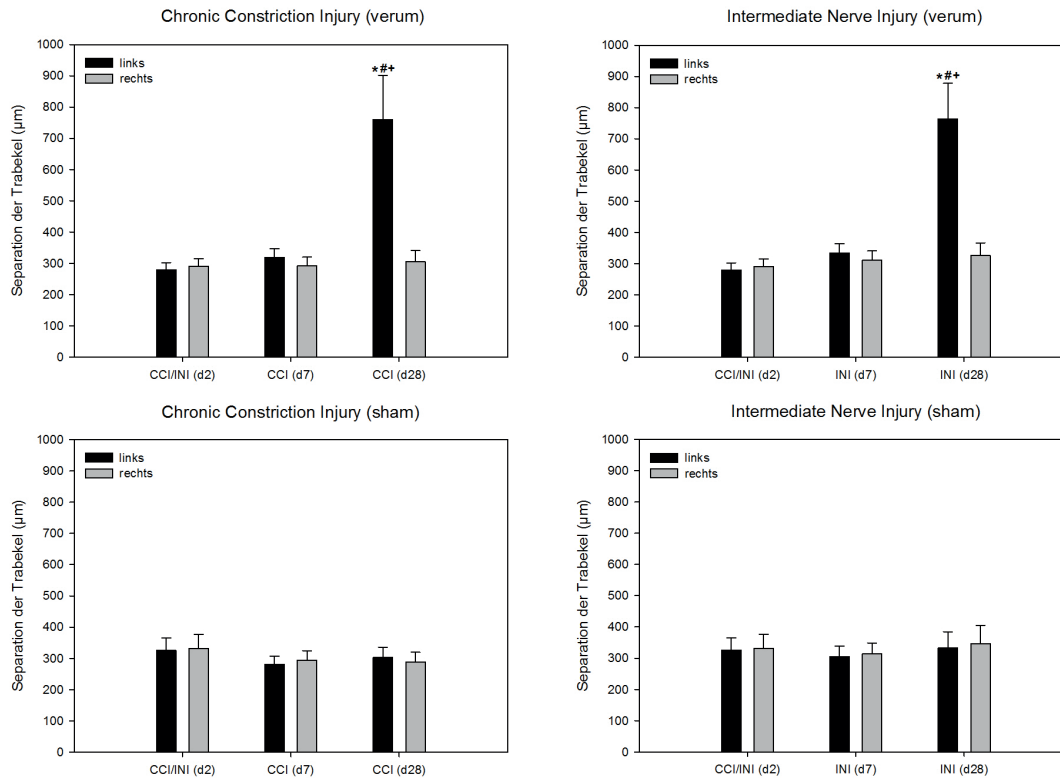 Chronic Constriction Injury (verum)
Separation der Trabekel (µm)
1000
900
800
700
600
500
400
300
200
100
0
links
rechts
*#+
CCI/INI (d2) CCI (d7) CCI (d28)
Intermediate Nerve Injury (verum)
Separation der Trabekel (µm)
1000
900
800
700
600
500
400
300
200
100
0
links
rechts
*#+
CCI/INI (d2) INI (d7) INI (d28)
Chronic Constriction Injury (sham)
Separation der Trabekel (µm)
1000
900
800
700
600
500
400
300
200
100
0
links
rechts
CCI/INI (d2) CCI (d7) CCI (d28)
Intermediate Nerve Injury (sham)
Separation der Trabekel (µm)
1000
900
800
700
600
500
400
300
200
100
0
links
rechts
CCI/INI (d2) INI (d7) INI (d28)